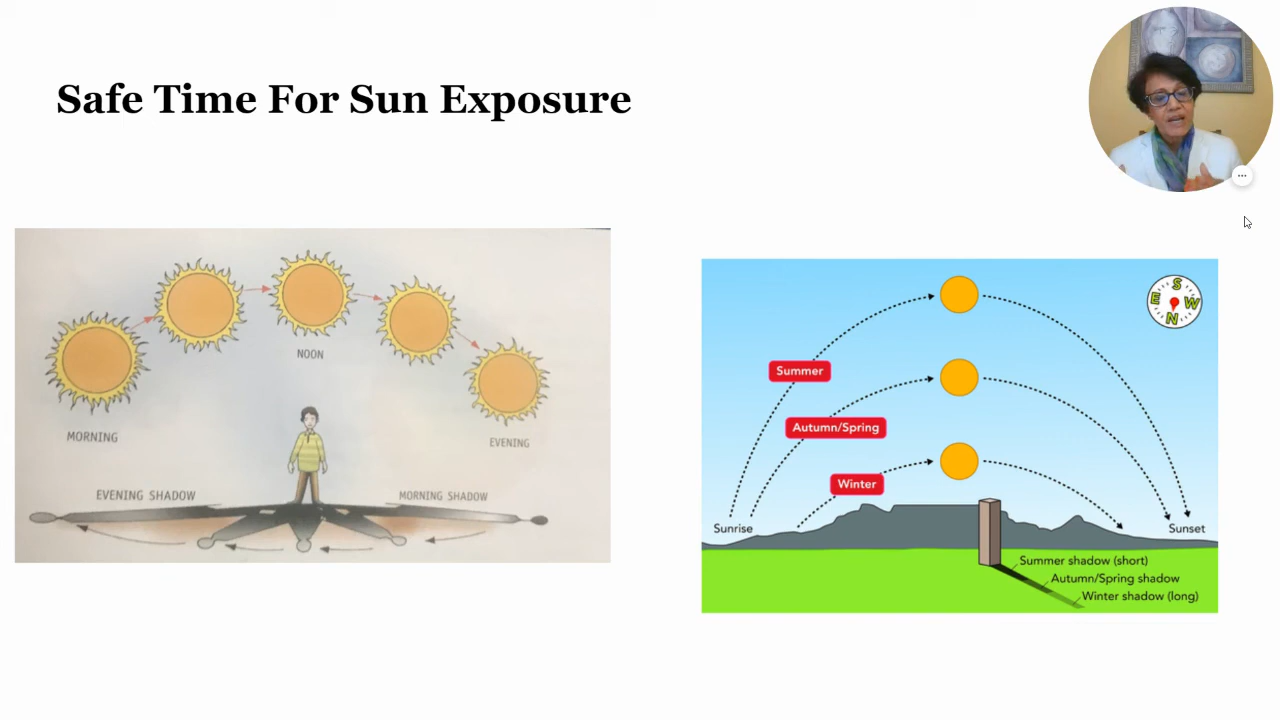 Safe Time For Sun Exposure
NOON
MORNING
EVENING
EVENING SHADOW
MORNING SHADOW
S
E
W
N
Summer
Autumn/Spring
Winter
Sunrise
Sunset
Summer shadow (short)
Autumn/Spring shadow
Winter shadow (long)